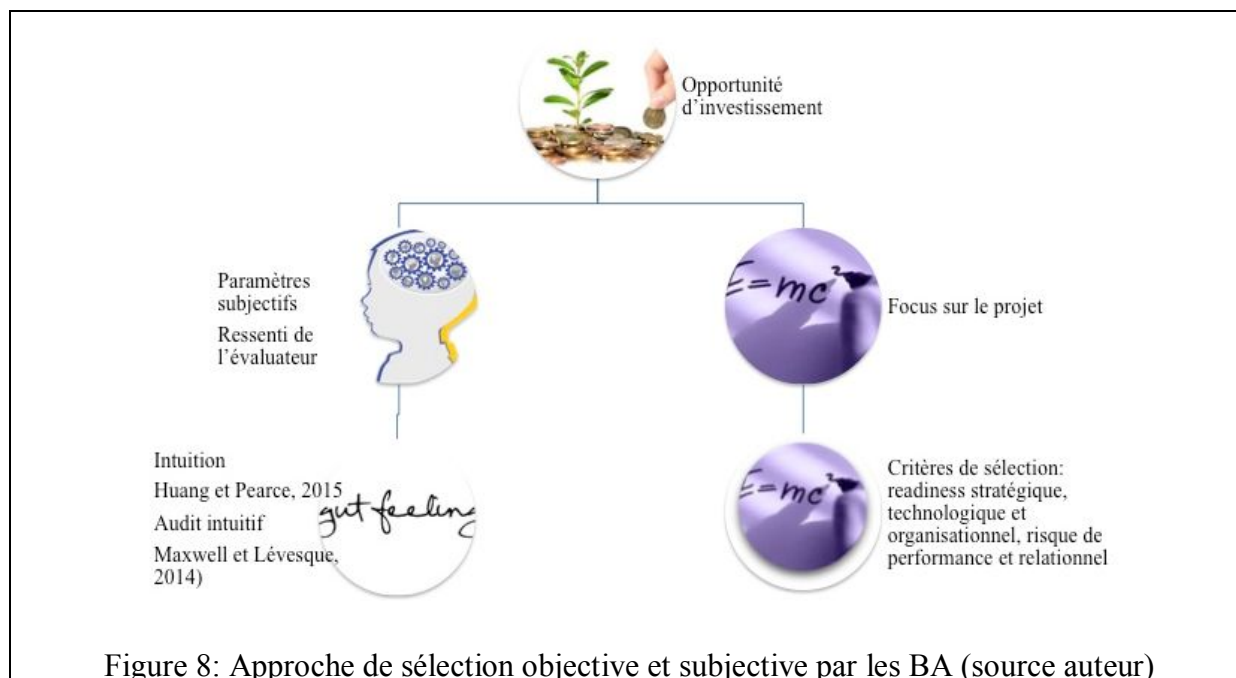 Opportunité
d'investissement
Paramètres
subjectifs
Ressenti de
l'évaluateur
E=mc²
Focus sur le projet
Intuition
Huang et Pearce, 2015
Audit intuitif
Maxwell et Lévesque,
2014)
gut feeling
E=mc²
Critères de sélection:
readiness stratégique,
technologique et
organisationnel, risque de
performance et relationnel
Figure 8: Approche de sélection objective et subjective par les BA (source auteur)